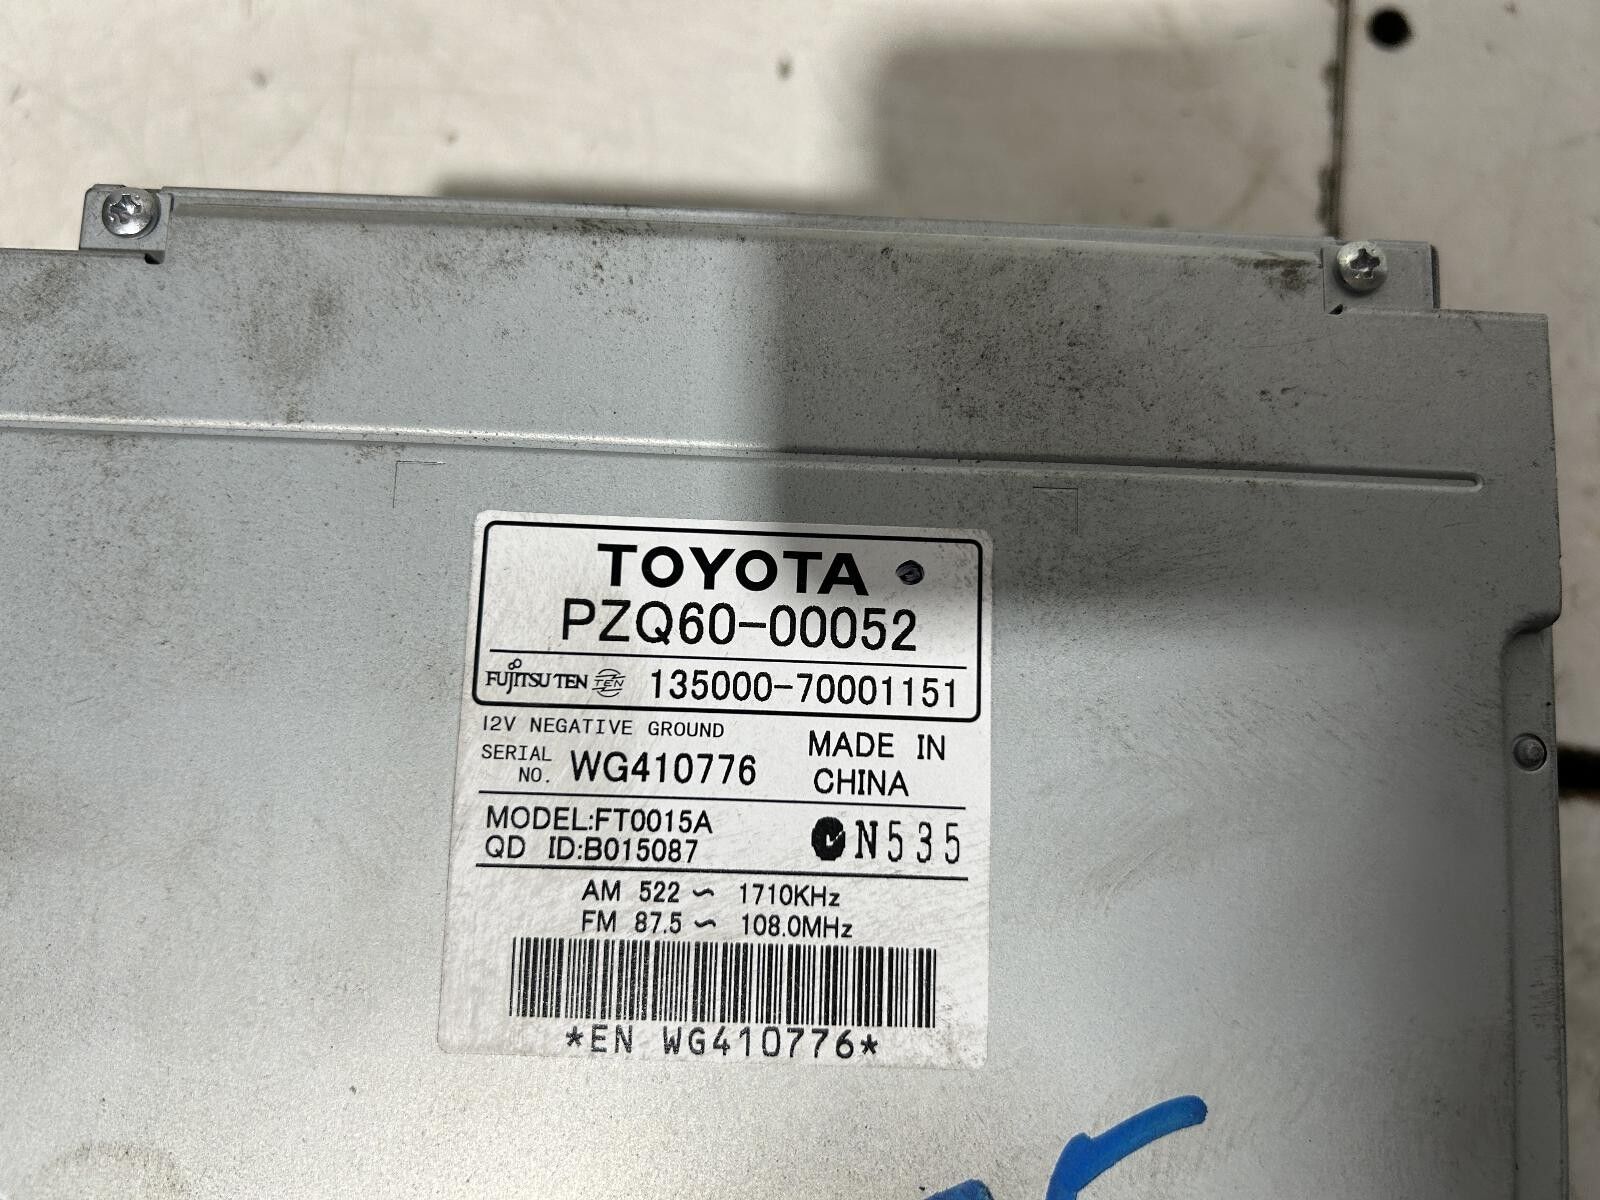 TOYOTA
PZQ60-00052
FUJITSU TEN TEN 135000-70001151
12V NEGATIVE GROUND
SERIAL NO. WG410776
MADE IN CHINA
MODEL:FT0015A
QD ID:B015087
N535
AM 522 ~ 1710KHz
FM 87.5 ~ 108.0MHz
*EN WG410776*